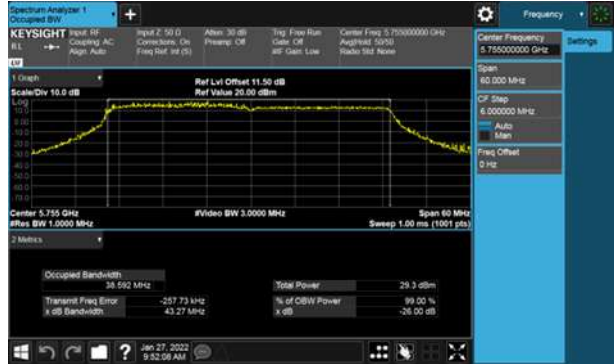 Spectrum Analyzer 1
Occupied BW
+
Frequency
KEYSIGHT
Input: RF
Input Z: 50 Ω
Atten: 30 dB
Trig: Free Run
Center Freq: 5.755000000 GHz
RL
Coupling: AC
Corrections: On
Preamp: Off
Gate: Off
Avg|Hold: 50/50
Align: Auto
Freq Ref: Int (S)
#IF Gain: Low
Radio Std: None
Center Frequency
5.755000000 GHz
Settings
Span
60.000 MHz
CF Step
6.000000 MHz
Auto
Man
Freq Offset
0 Hz
1 Graph
Ref Lvl Offset 11.50 dB
Scale/Div 10.0 dB
Ref Value 20.00 dBm
Log
Center 5.755 GHz
#Video BW 3.0000 MHz
Span 60 MHz
#Res BW 1.0000 MHz
Sweep 1.00 ms (1001 pts)
2 Metrics
Occupied Bandwidth
38.592 MHz
Total Power
29.3 dBm
Transmit Freq Error
-257.73 kHz
% of OBW Power
99.00 %
x dB Bandwidth
43.27 MHz
x dB
-26.00 dB
?
Jan 27, 2022
9:52:08 AM